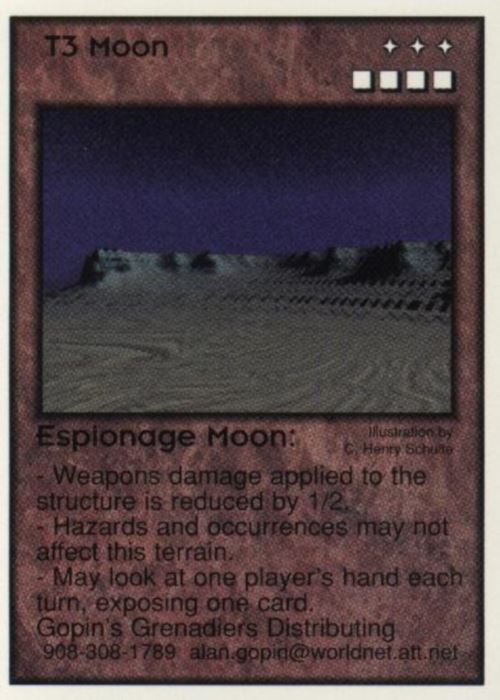 T3 Moon
Espionage Moon:
Illustration by
C. Henry Schulte
- Weapons damage applied to the
structure is reduced by 1/2.
- Hazards and occurrences may not
affect this terrain.
- May look at one player's hand each
turn, exposing one card.
Gopin's Grenadiers Distributing
908-308-1789 alan.gopin@worldnet.att.net